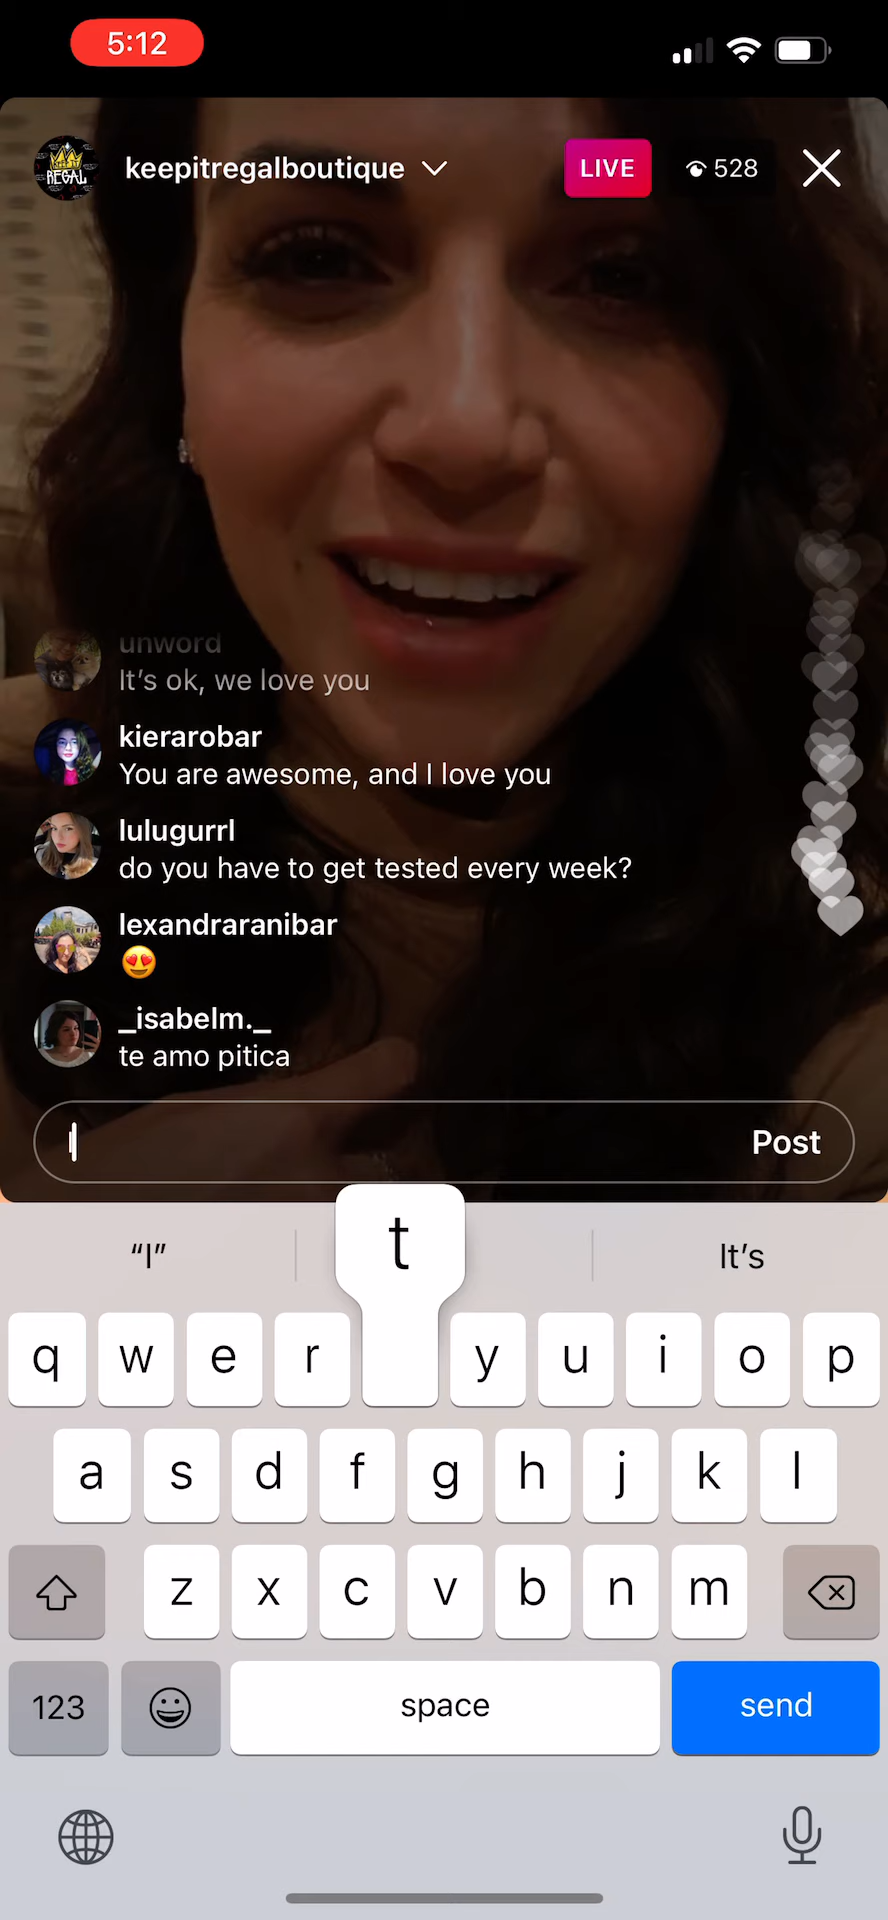 5:12
REGAL
keepitregalboutique
LIVE
528
unword
It’s ok, we love you
kierarobar
You are awesome, and I love you
lulugurrl
do you have to get tested every week?
lexandraranibar
😍
_isabelm._
te amo pitica
Post
“I”
It’s
t
q w e r y u i o p
a s d f g h j k l
z x c v b n m
123
space
send